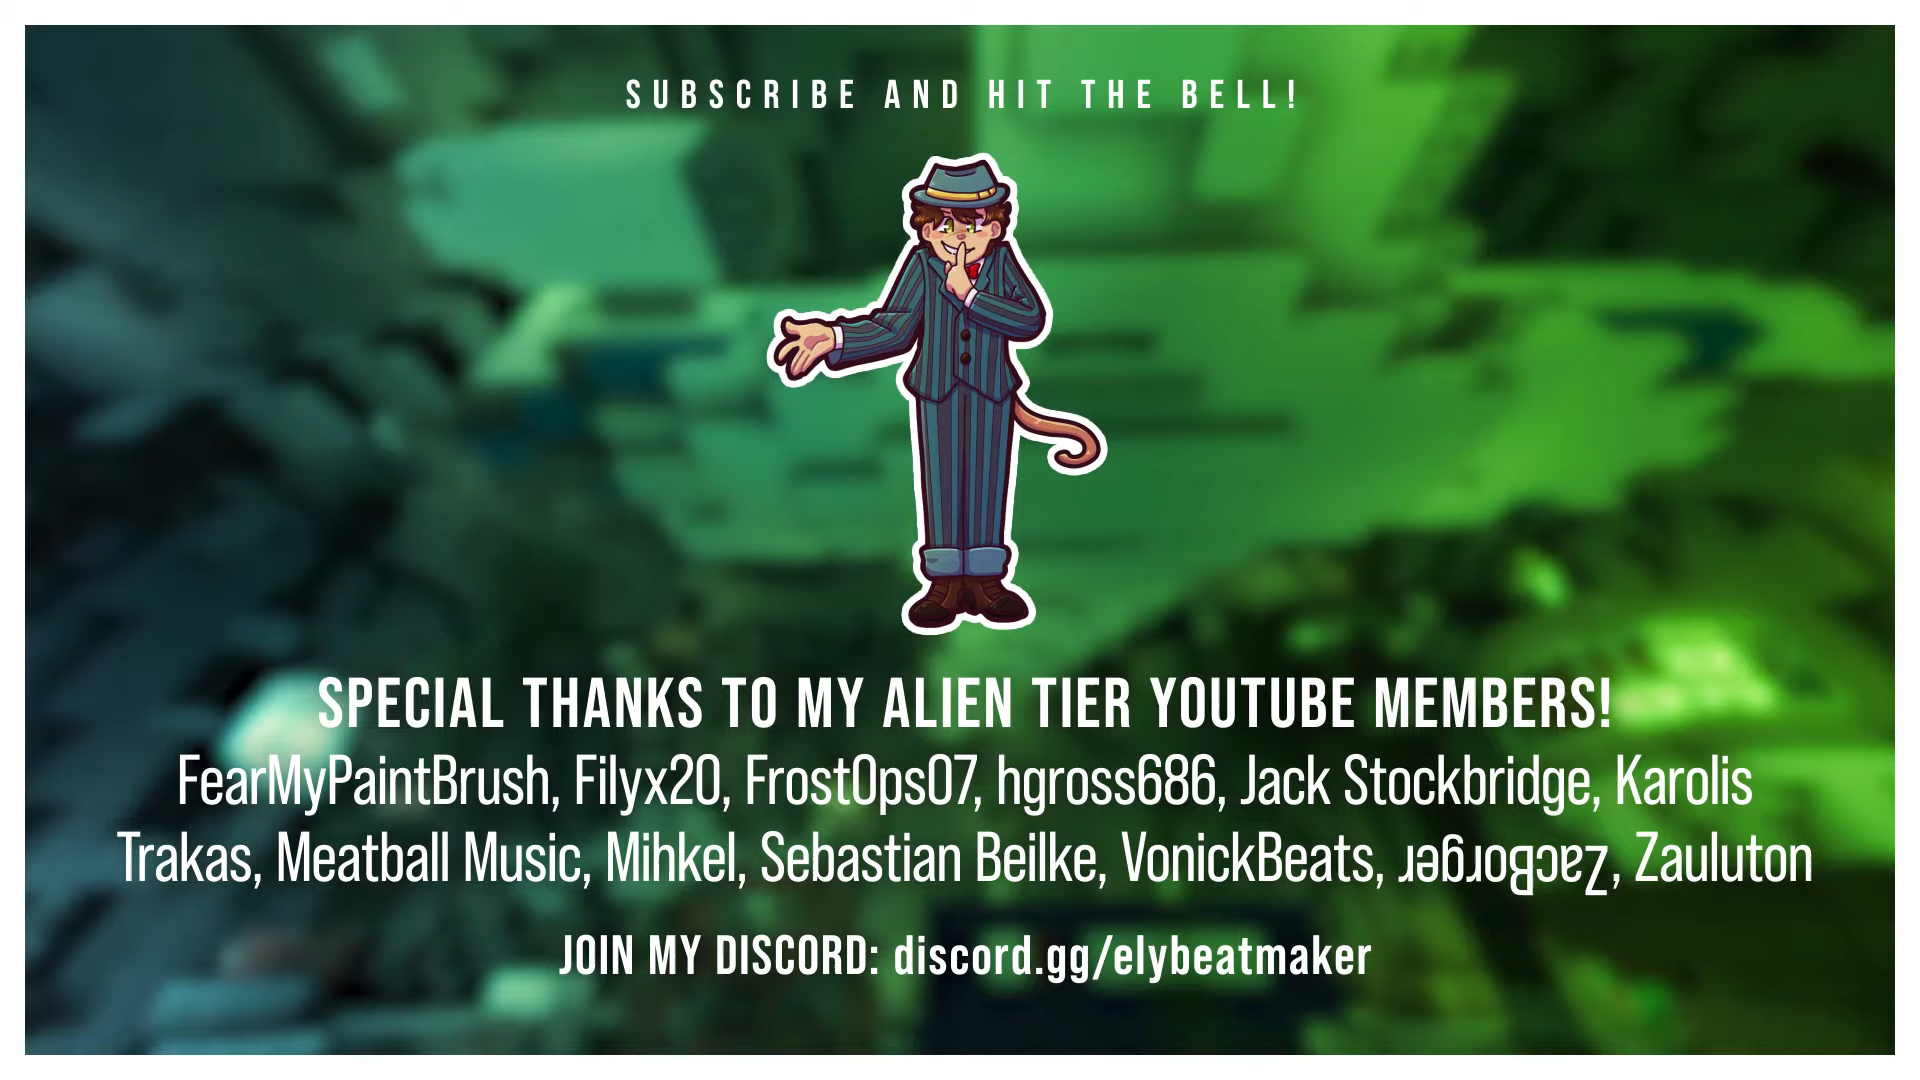 SUBSCRIBE AND HIT THE BELL!
SPECIAL THANKS TO MY ALIEN TIER YOUTUBE MEMBERS!
FearMyPaintBrush, Filyx20, FrostOps07, hgross686, Jack Stockbridge, Karolis
Trakas, Meatball Music, Mihkel, Sebastian Beilke, VonickBeats, ɹǝƃɹoqɔɐz, Zauluton
JOIN MY DISCORD: discord.gg/elybeatmaker